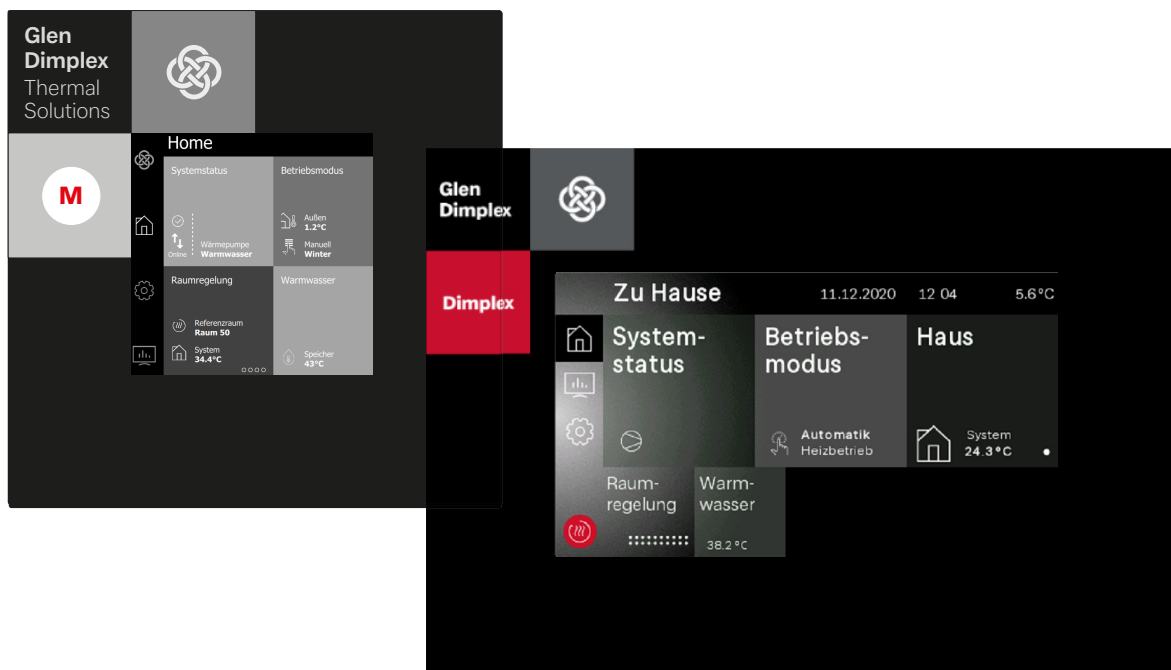 Glen
Dimplex
Thermal
Solutions
M
Home
Systemstatus
Online
Wärmepumpe
Warmwasser
Betriebsmodus
Außen
1.2°C
Manuell
Winter
Raumregelung
Referenzraum
Raum 50
System
34.4°C
Warmwasser
Speicher
43°C
Glen
Dimplex
Dimplex
Zu Hause
11.12.2020
12 04
5.6°C
System-
status
Betriebs-
modus
Automatik
Heizbetrieb
Haus
System
24.3°C
Raum-
regelung
Warm-
wasser
38.2°C